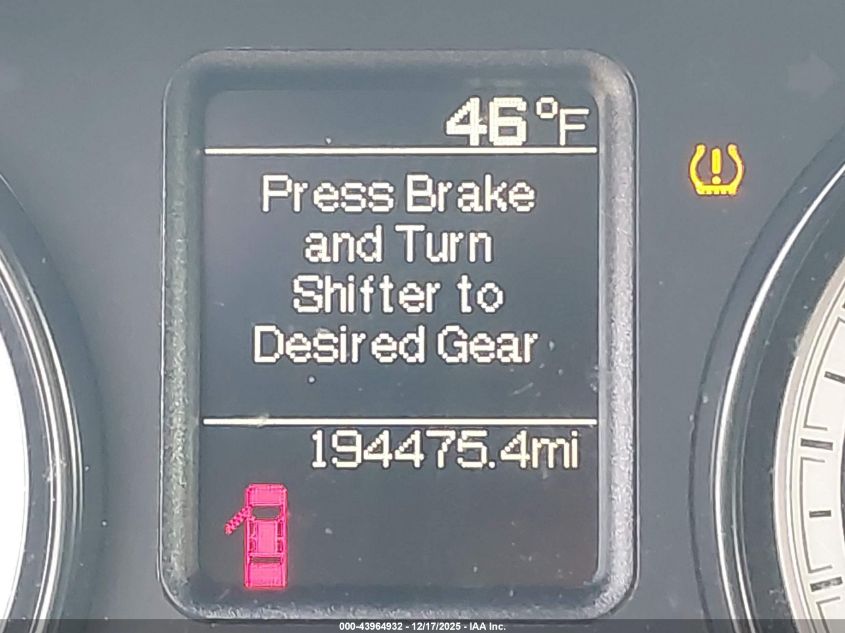 46°F
Press Brake
and Turn
Shifter to
Desired Gear
194475.4mi
000-43964932 - 12/17/2025 - IAA Inc.